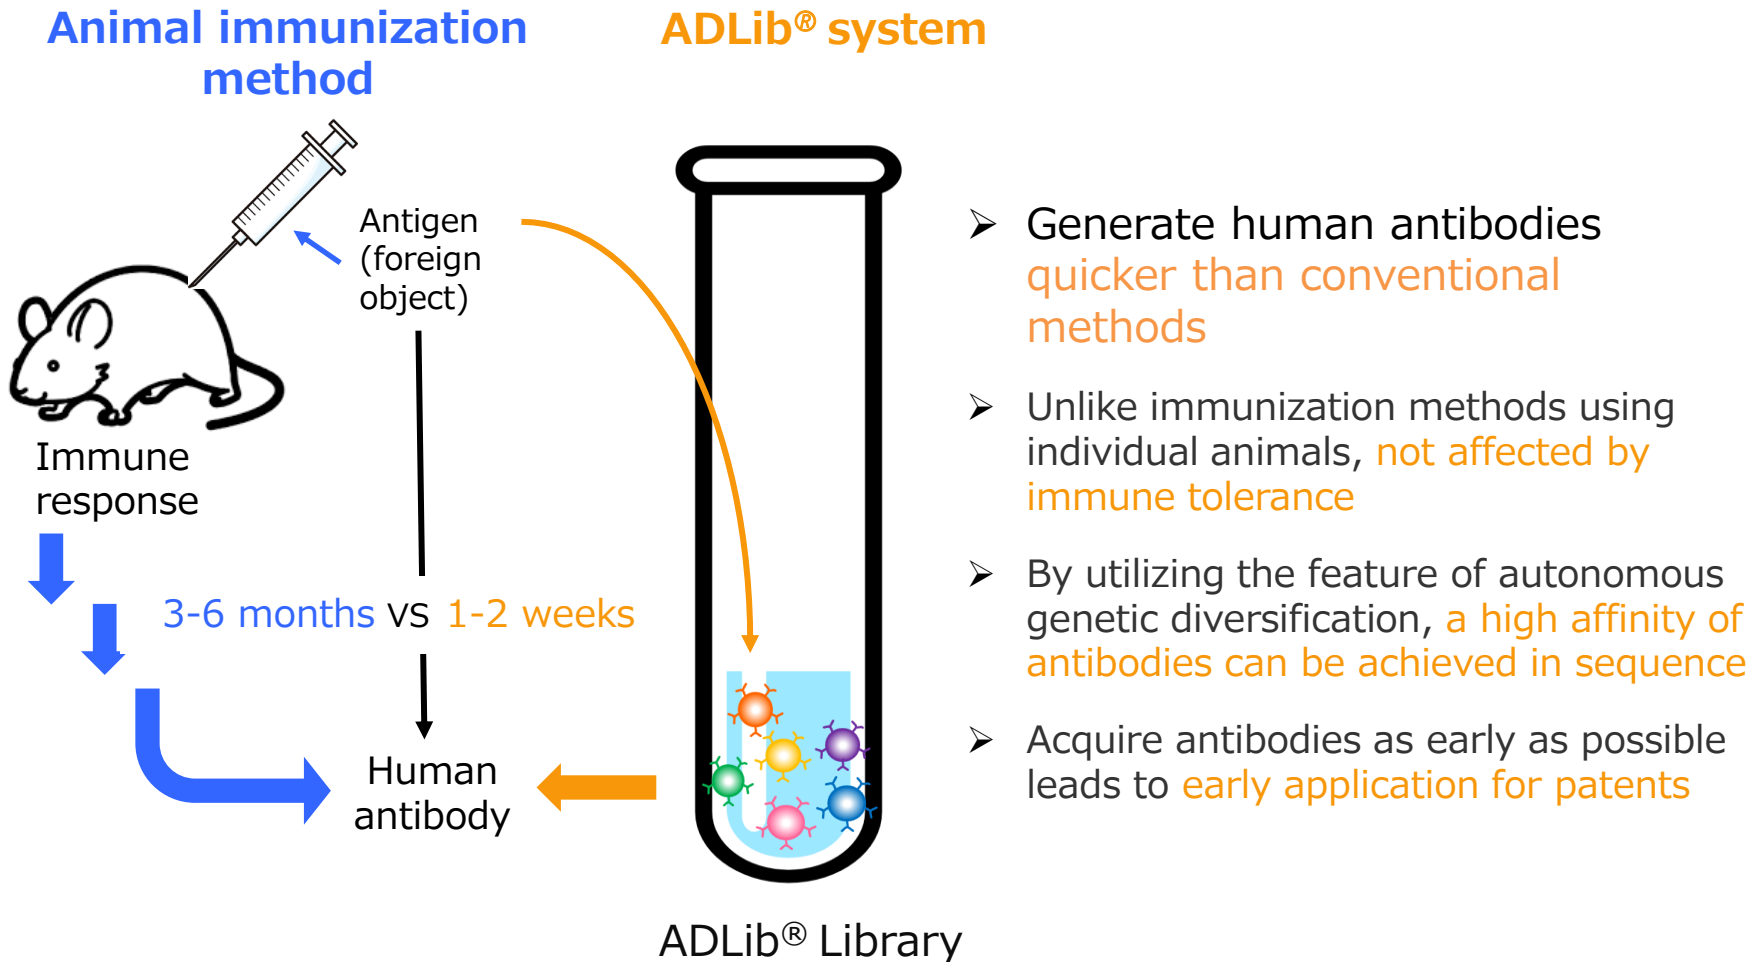 Animal immunization
method
ADLib® system
Antigen
(foreign
object)
Immune
response
3-6 months VS 1-2 weeks
Human
antibody
ADLib® Library
➢ Generate human antibodies
quicker than conventional
methods
➢ Unlike immunization methods using
individual animals, not affected by
immune tolerance
➢ By utilizing the feature of autonomous
genetic diversification, a high affinity of
antibodies can be achieved in sequence
➢ Acquire antibodies as early as possible
leads to early application for patents